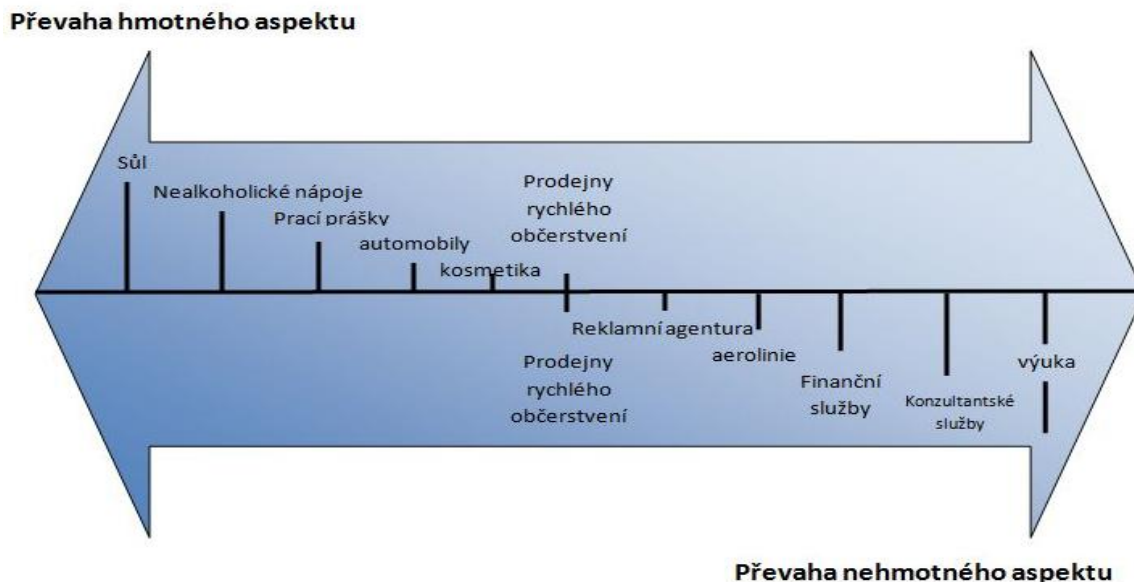 Převaha hmotného aspektu
Sůl
Nealkoholické nápoje
Prací prášky
automobily
kosmetika
Prodejny
rychlého
občerstvení
Reklamní agentura
aerolinie
Prodejny
rychlého
občerstvení
Finanční
služby
Konzultantské
služby
výuka
Převaha nehmotného aspektu